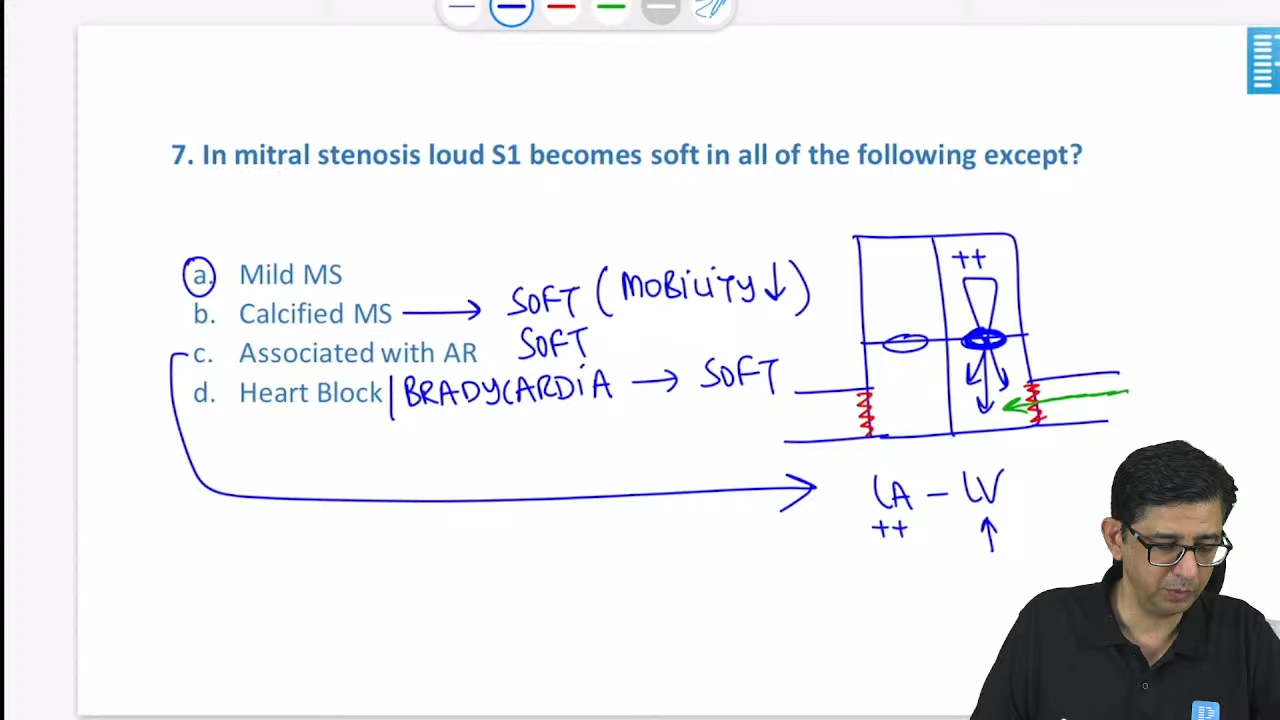 7. In mitral stenosis loud S1 becomes soft in all of the following except?
a. Mild MS
b. Calcified MS → SOFT (MOBILITY ↓)
c. Associated with AR SOFT
d. Heart Block | BRADYCARDIA → SOFT
++
LA - LV
++ ↑